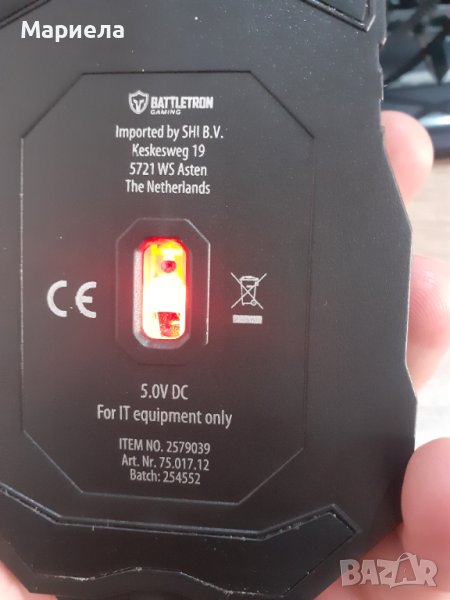 Мариела
BATTLETRON
GAMING
Imported by SHI B.V.
Keskesweg 19
5721 WS Asten
The Netherlands
CE
5.0V DC
For IT equipment only
ITEM NO. 2579039
Art. Nr. 75.017.12
Batch: 254552
BAZAR